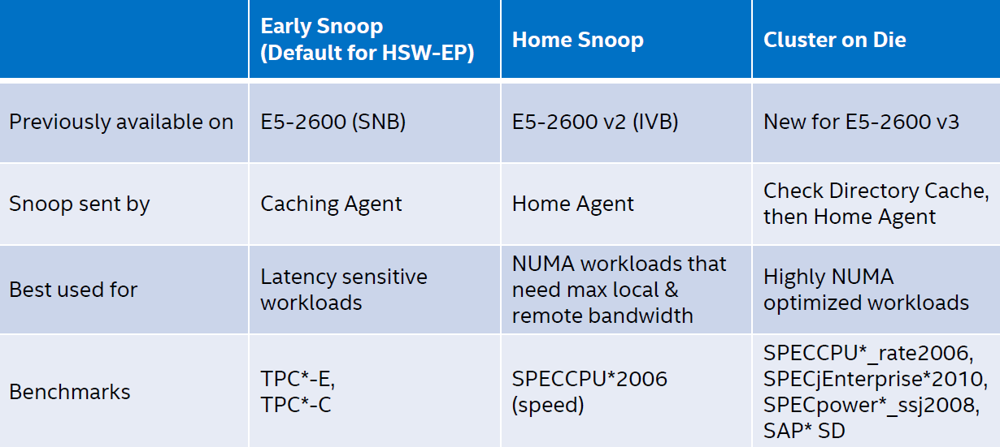 Early Snoop
(Default for HSW-EP)
Home Snoop
Cluster on Die
Previously available on
E5-2600 (SNB)
E5-2600 v2 (IVB)
New for E5-2600 v3
Snoop sent by
Caching Agent
Home Agent
Check Directory Cache,
then Home Agent
Best used for
Latency sensitive
workloads
NUMA workloads that
need max local &
remote bandwidth
Highly NUMA
optimized workloads
Benchmarks
TPC*-E,
TPC*-C
SPECCPU*2006
(speed)
SPECCPU*_rate2006,
SPECjEnterprise*2010,
SPECpower*_ssj2008,
SAP* SD